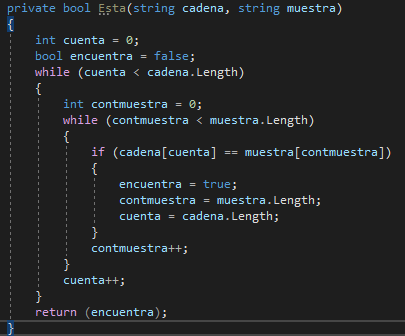 private bool Esta(string cadena, string muestra)
{
    int cuenta = 0;
    bool encuentra = false;
    while (cuenta < cadena.Length)
    {
        int contmuestra = 0;
        while (contmuestra < muestra.Length)
        {
            if (cadena[cuenta] == muestra[contmuestra])
            {
                encuentra = true;
                contmuestra = muestra.Length;
                cuenta = cadena.Length;
            }
            contmuestra++;
        }
        cuenta++;
    }
    return (encuentra);
}